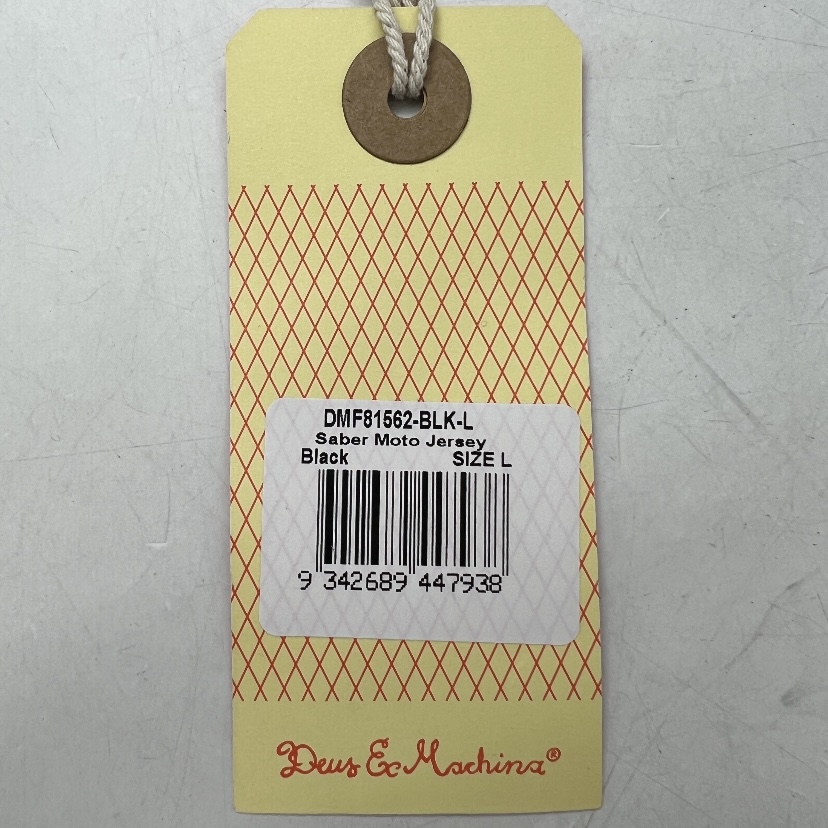 DMF81562-BLK-L
Saber Moto Jersey
Black SIZE L
9 342689 447938
Deus Ex Machina®